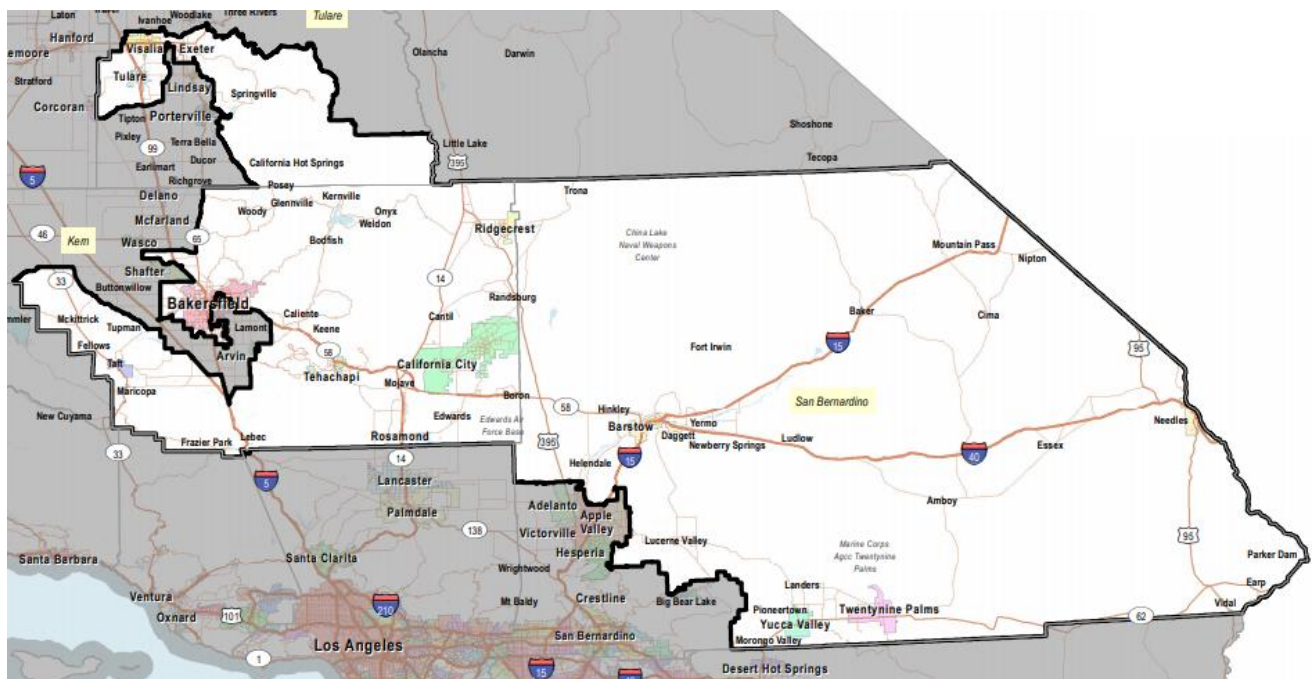 Laton
Woodlake
Three Rivers
Ivanhoe
Tulare
Hanford
Visalia
Exeter
emoore
Olancha
Darwin
Stratford
Tulare
Lindsay
Springville
Corcoran
Tipton
Porterville
Shoshone
Pixley
Terra Bella
Little Lake
Tecopa
99
Ducor
California Hot Springs
395
Earlimart
5
Richgrove
Posey
Trona
Delano
Glennville
Kernville
Woody
Onyx
Mcfarland
Weldon
Ridgecrest
China Lake
Naval Weapons
Center
46
Kern
Wasco
65
Bodfish
Mountain Pass
Nipton
Shafter
14
33
Buttonwillow
Randsburg
Bakersfield
Caliente
Baker
Cima
mmler
Mckittrick
Tupman
Lamont
Keene
Cantil
Fellows
58
Fort Irwin
15
95
Arvin
California City
Taft
Tehachapi
Mojave
Maricopa
Boron
San Bernardino
58
Hinkley
New Cuyama
Edwards
Edwards Air
Force Base
Barstow
Yermo
Needles
Daggett
Frazier Park
Lebec
Rosamond
395
Newberry Springs
Ludlow
Essex
33
14
15
40
5
Helendale
Lancaster
Adelanto
Amboy
Palmdale
Apple
Valley
138
Victorville
95
Santa Clarita
Hesperia
Lucerne Valley
Marine Corps
Agcc Twentynine
Palms
Parker Dam
Santa Barbara
Wrightwood
Landers
Earp
Ventura
Mt Baldy
Crestline
Big Bear Lake
Pioneertown
Twentynine Palms
Vidal
Oxnard
101
210
Yucca Valley
62
San Bernardino
Los Angeles
Morongo Valley
1
15
Desert Hot Springs